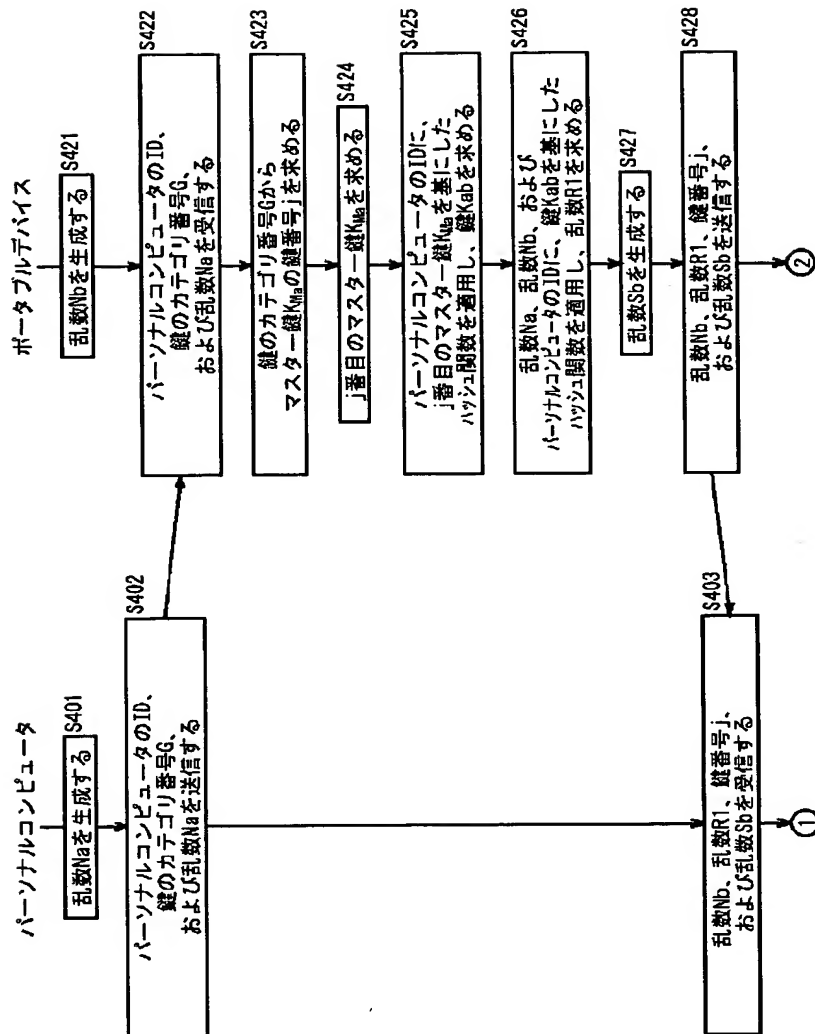 パーソナルコンピュータ
S401
乱数Naを生成する
S402
パーソナルコンピュータのID、
鍵のカテゴリ番号G、
および乱数Naを送信する
S403
乱数Nb、乱数R1、鍵番号j、
および乱数Sbを受信する
1
ポータブルデバイス
S421
乱数Nbを生成する
S422
パーソナルコンピュータのID、
鍵のカテゴリ番号G、
および乱数Naを受信する
S423
鍵のカテゴリ番号Gから
マスター鍵KMaの鍵番号jを求める
S424
j番目のマスター鍵KMaを求める
S425
パーソナルコンピュータのIDに、
j番目のマスター鍵KMaを基にした
ハッシュ関数を適用し、鍵Kabを求める
S426
乱数Na、乱数Nb、および
パーソナルコンピュータのIDに、鍵Kabを基にした
ハッシュ関数を適用し、乱数R1を求める
S427
乱数Sbを生成する
S428
乱数Nb、乱数R1、鍵番号j、
および乱数Sbを送信する
2